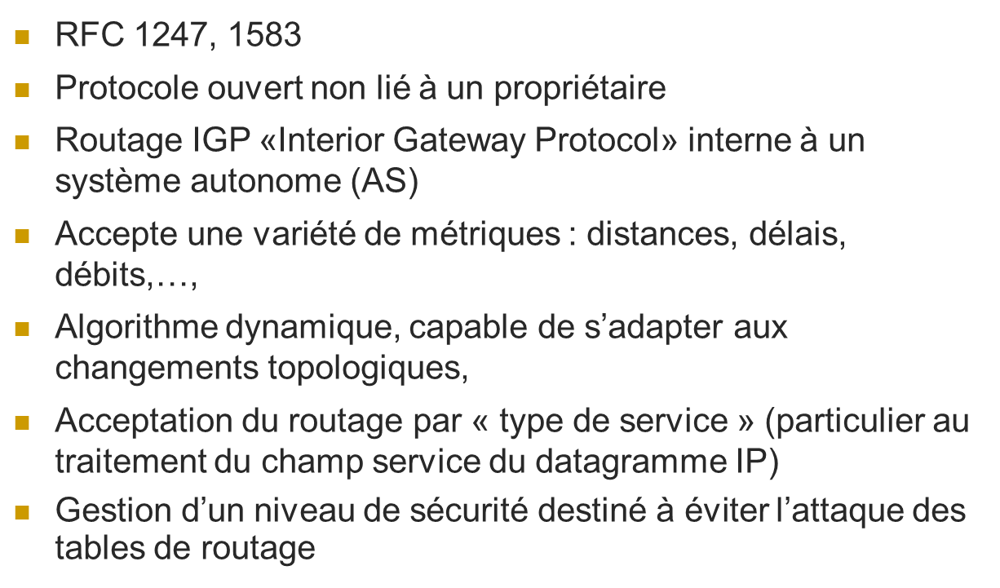 RFC 1247, 1583
Protocole ouvert non lié à un propriétaire
Routage IGP «Interior Gateway Protocol» interne à un
système autonome (AS)
Accepte une variété de métriques : distances, délais,
débits,…,
Algorithme dynamique, capable de s’adapter aux
changements topologiques,
Acceptation du routage par « type de service » (particulier au
traitement du champ service du datagramme IP)
Gestion d’un niveau de sécurité destiné à éviter l’attaque des
tables de routage